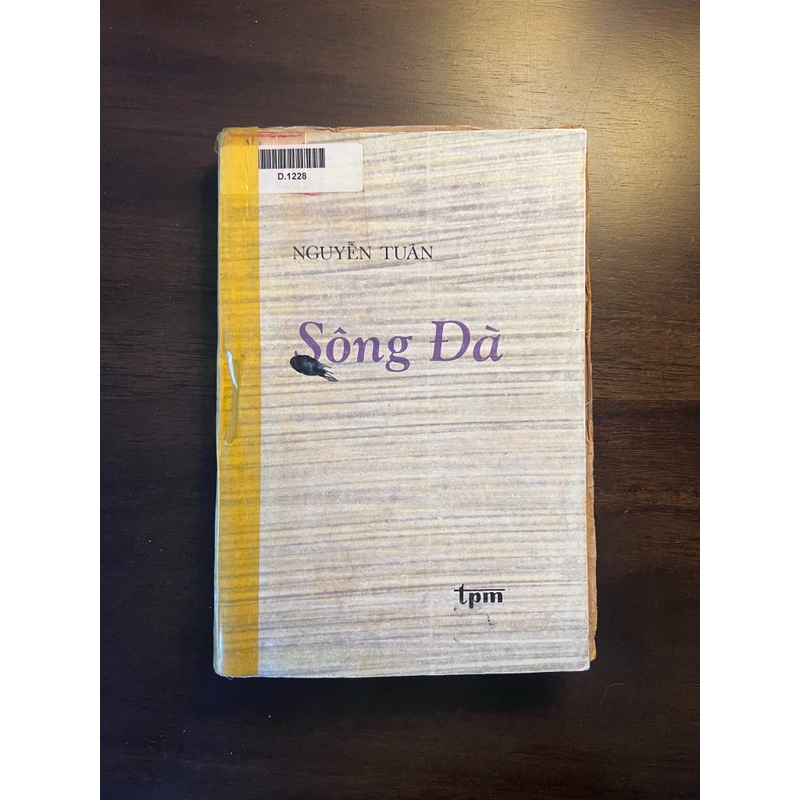 D.1228
NGUYỄN TUÂN
Sông Đà
tpm